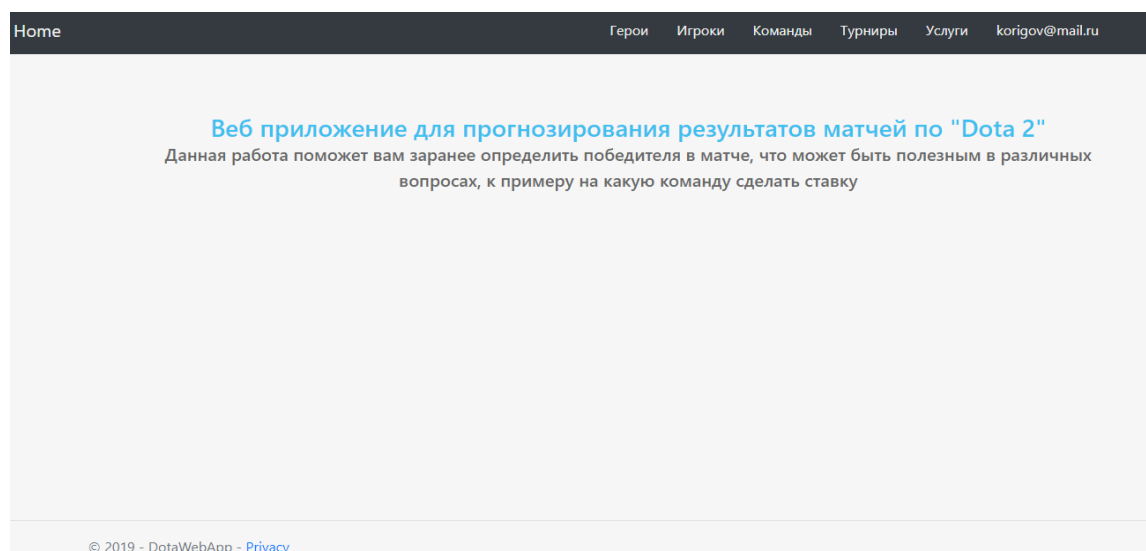 Home Герои Игроки Команды Турниры Услуги korigov@mail.ru
Веб приложение для прогнозирования результатов матчей по "Dota 2"
Данная работа поможет вам заранее определить победителя в матче, что может быть полезным в различных
вопросах, к примеру на какую команду сделать ставку
© 2019 - DotaWebApp - Privacy